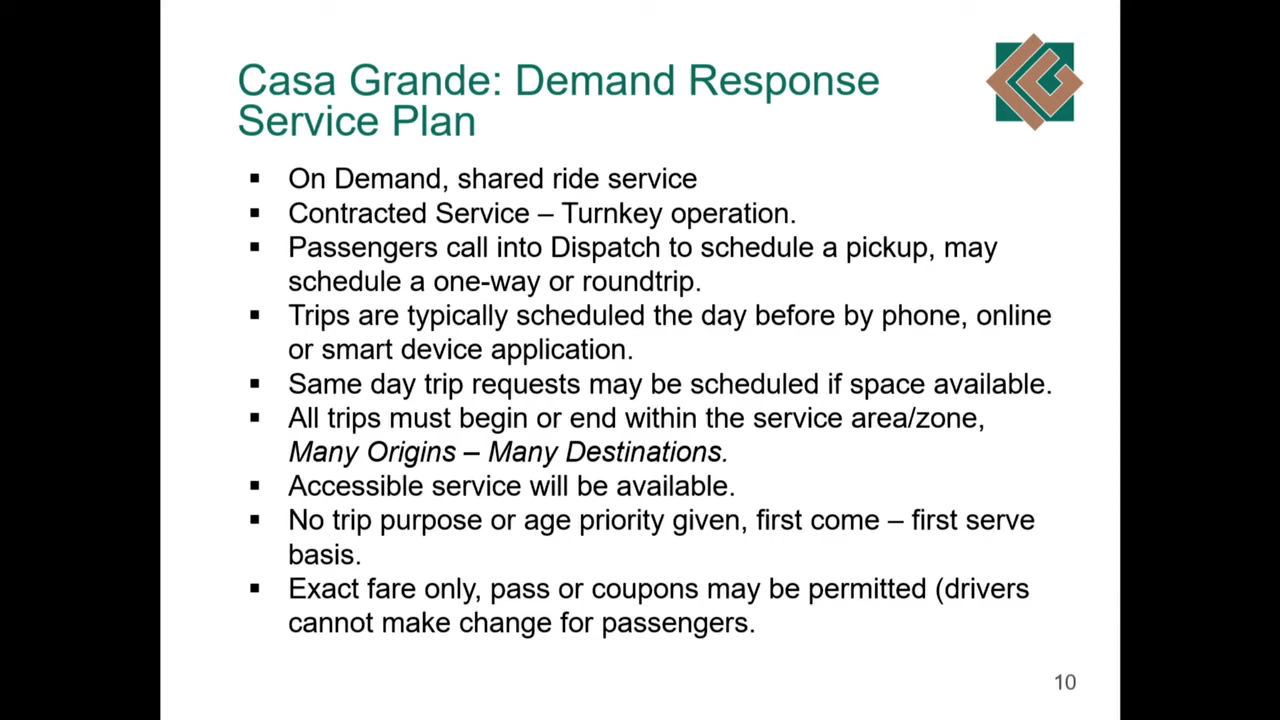 Casa Grande: Demand Response
Service Plan
▪ On Demand, shared ride service
▪ Contracted Service – Turnkey operation.
▪ Passengers call into Dispatch to schedule a pickup, may
schedule a one-way or roundtrip.
▪ Trips are typically scheduled the day before by phone, online
or smart device application.
▪ Same day trip requests may be scheduled if space available.
▪ All trips must begin or end within the service area/zone,
Many Origins – Many Destinations.
▪ Accessible service will be available.
▪ No trip purpose or age priority given, first come – first serve
basis.
▪ Exact fare only, pass or coupons may be permitted (drivers
cannot make change for passengers.
10